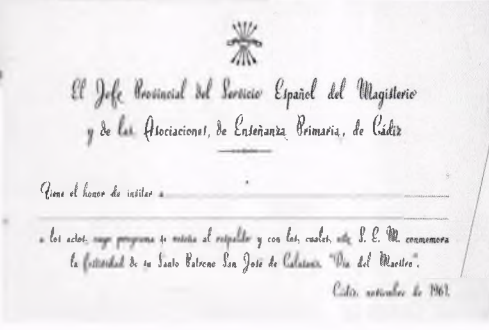 El Jefe Provincial del Servicio Español del Magisterio
y de las Asociaciones, de Enseñanza Primaria, de Cádiz
Tiene el honor de invitar a
a los actos, cuyo programa se reseña al respaldo y con los, cuales, este S. E. M. conmemora
la festividad de su Santo Patrono San José de Calasanz, "Día del Maestro".
Cádiz, noviembre de 1961.